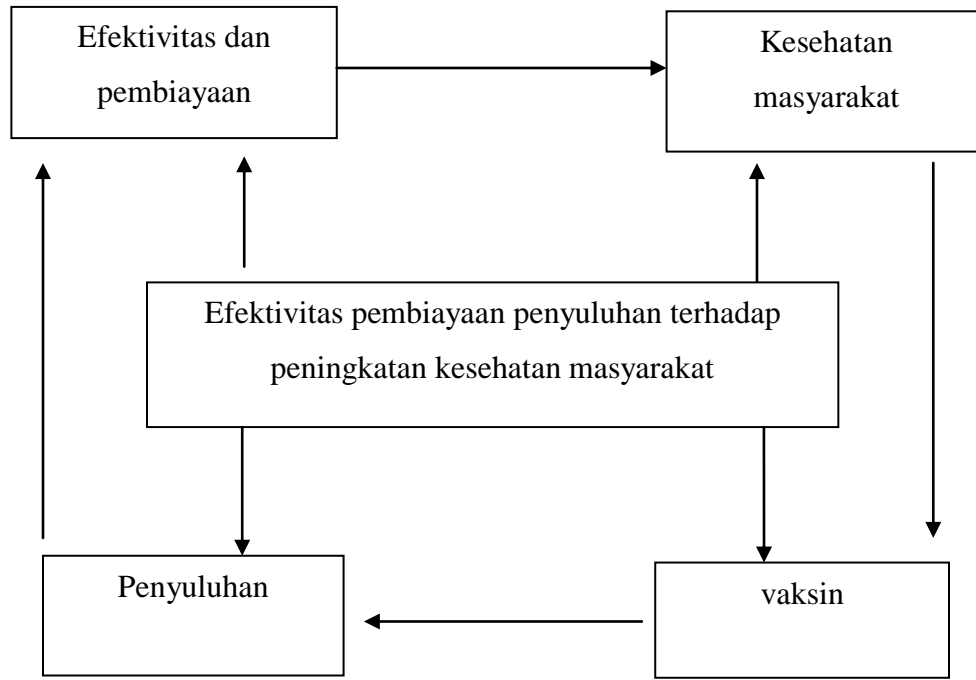 Efektivitas dan
pembiayaan
Kesehatan
masyarakat
Efektivitas pembiayaan penyuluhan terhadap
peningkatan kesehatan masyarakat
Penyuluhan
vaksin